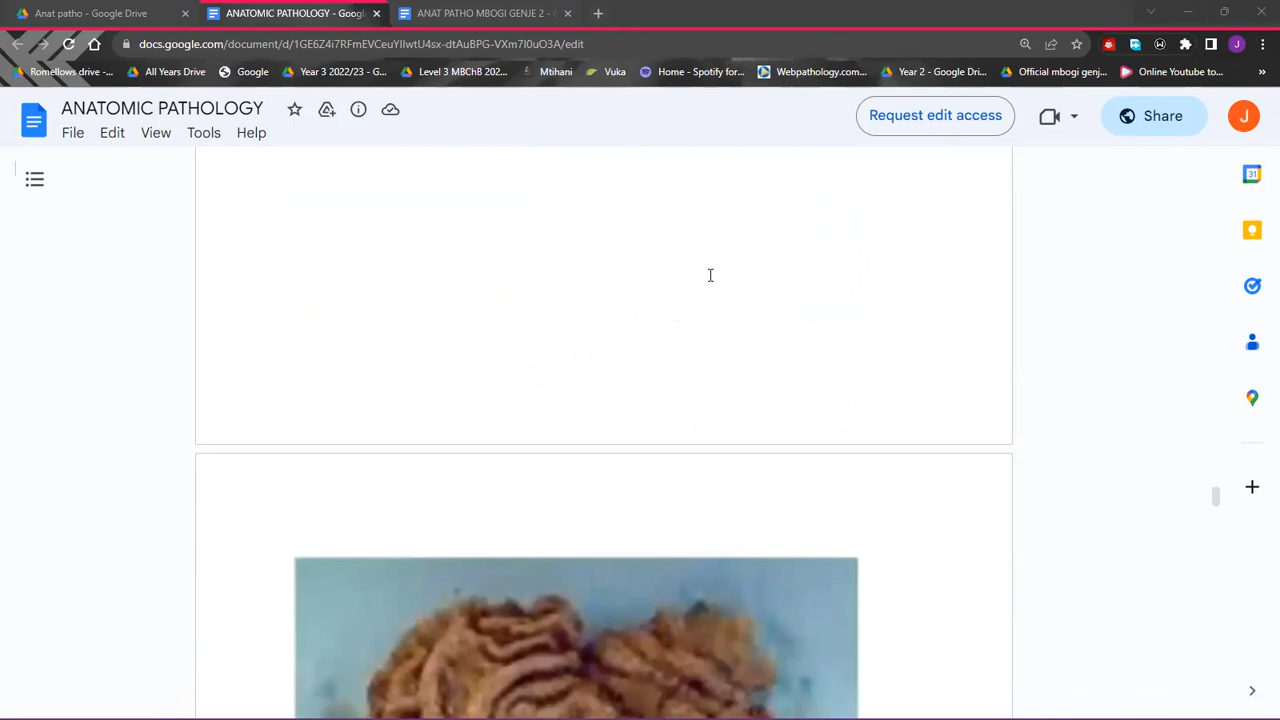 Anat patho - Google Drive
ANATOMIC PATHOLOGY - Goog
ANAT PATHO MBOGI GENJE 2 -
docs.google.com/document/d/1GE6Z4i7RFmEVCeuYIIwtU4sx-dtAuBPG-VXm7I0uO3A/edit
J
Romellows drive -...
All Years Drive
Google
Year 3 2022/23 - G...
Level 3 MBChB 202...
Mtihani
Vuka
Home - Spotify for...
Webpathology.com...
Year 2 - Google Dri...
Official mbogi genj...
Online Youtube to...
»
ANATOMIC PATHOLOGY
File Edit View Tools Help
Request edit access
Share
J
31